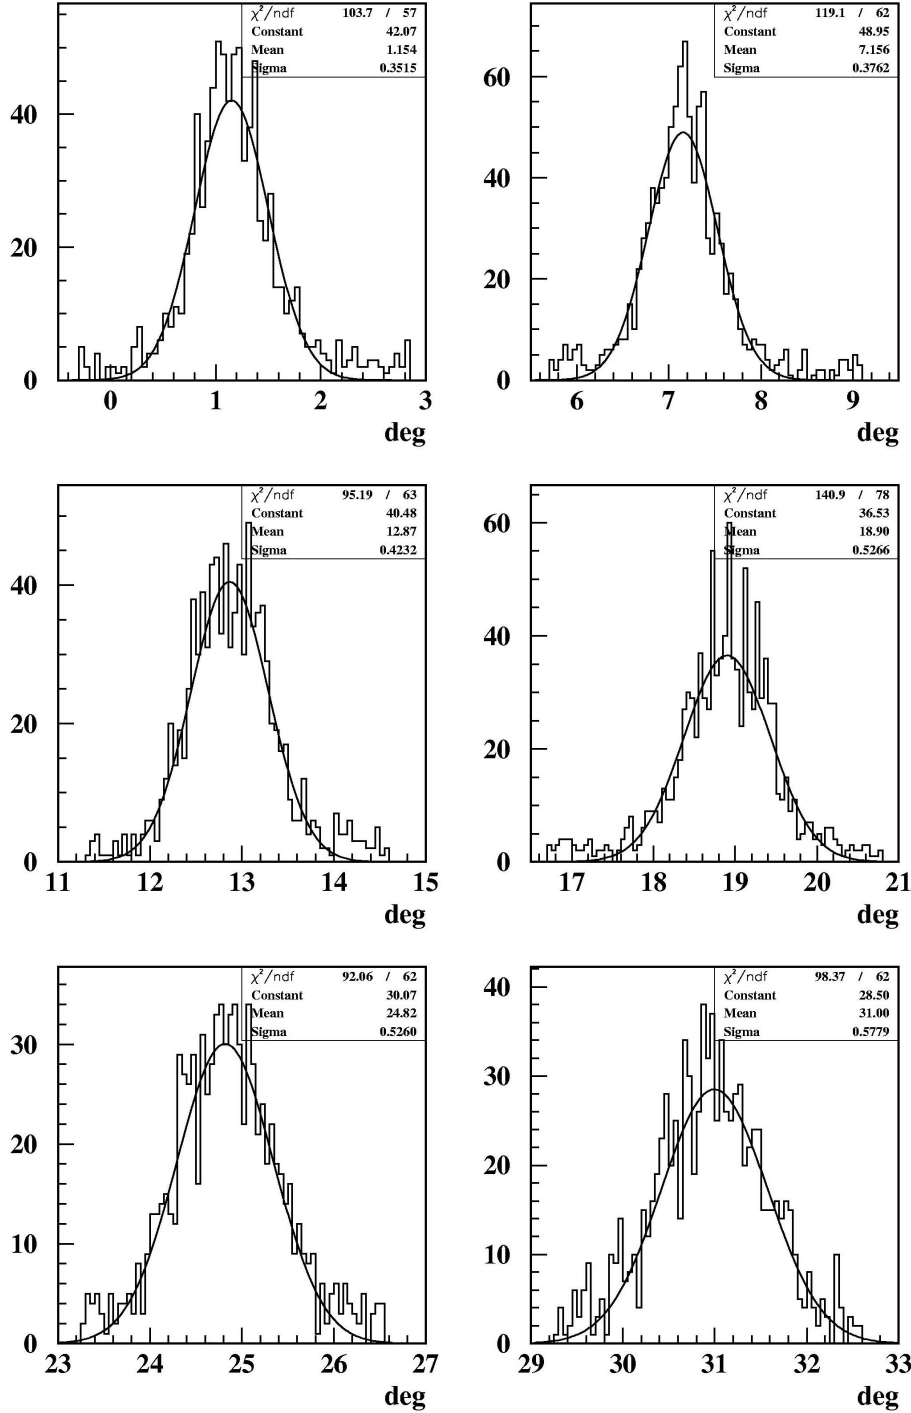 χ²/ndf 103.7 / 57
Constant 42.07
Mean 1.154
Sigma 0.3515
40
20
0
0 1 2 3
deg
χ²/ndf 119.1 / 62
Constant 48.95
Mean 7.156
Sigma 0.3762
60
40
20
0
6 7 8 9
deg
χ²/ndf 95.19 / 63
Constant 40.48
Mean 12.87
Sigma 0.4232
40
20
0
11 12 13 14 15
deg
χ²/ndf 140.9 / 78
Constant 36.53
Mean 18.90
Sigma 0.5266
60
40
20
0
17 18 19 20 21
deg
χ²/ndf 92.06 / 62
Constant 30.07
Mean 24.82
Sigma 0.5260
30
20
10
0
23 24 25 26 27
deg
χ²/ndf 98.37 / 62
Constant 28.50
Mean 31.00
Sigma 0.5779
40
30
20
10
0
29 30 31 32 33
deg